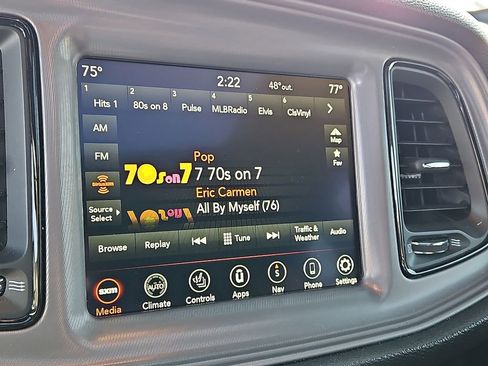 75°
2:22
48°out.
77°
1 2 3 4 5 6
Hits 1 80s on 8 Pulse MLBRadio Elvis ClsVinyl
AM
Map
FM
Pop
Fav
70s on 7
7 70s on 7
SiriusXM
Eric Carmen
Source
Select
All By Myself (76)
Browse Replay Tune Traffic &
Weather Audio
sxm
AUTO
Media Climate Controls Apps Nav Phone Settings